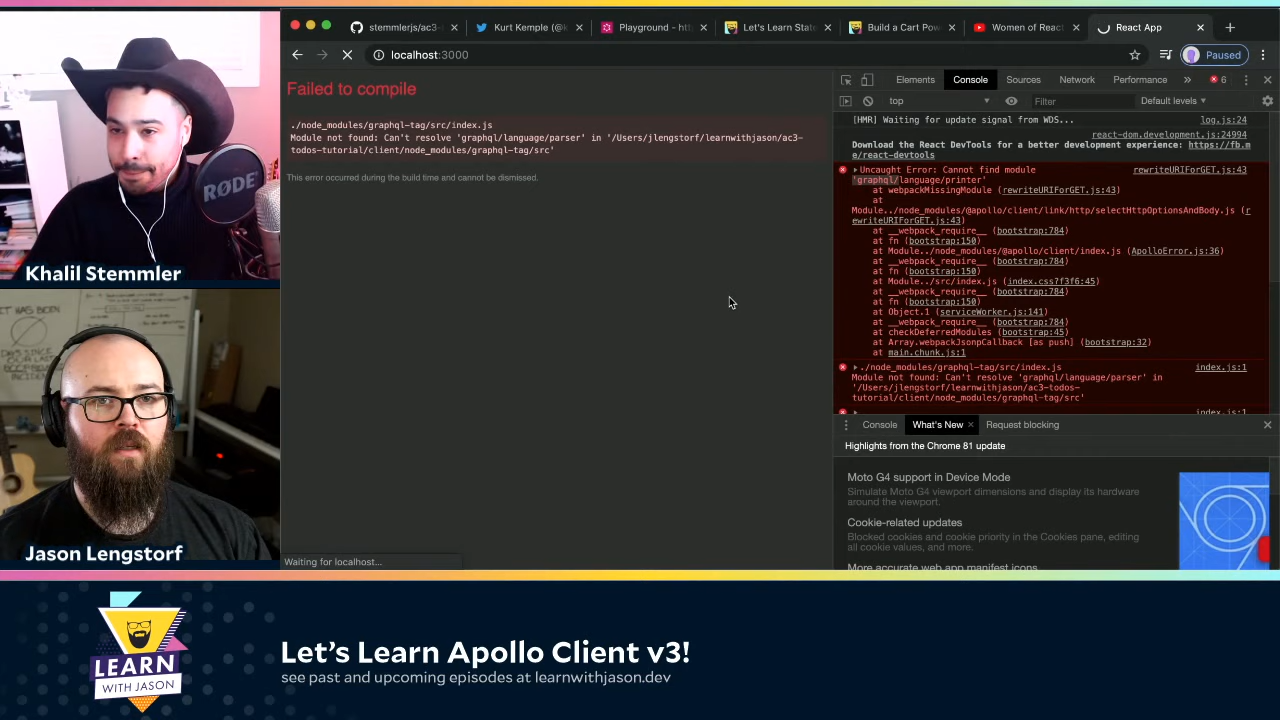 stemmlerjs/ac3-
Kurt Kemple (@k
Playground - htt
Let's Learn State
Build a Cart Pow
Women of React
React App
localhost:3000
Paused
Failed to compile
./node_modules/graphql-tag/src/index.js
Module not found: Can't resolve 'graphql/language/parser' in '/Users/jlengstorf/learnwithjason/ac3-
todos-tutorial/client/node_modules/graphql-tag/src'
This error occurred during the build time and cannot be dismissed.
Waiting for localhost...
Elements Console Sources Network Performance » 6
top Filter Default levels
[HMR] Waiting for update signal from WDS... log.js:24
react-dom.development.js:24994
Download the React DevTools for a better development experience: https://fb.m
e/react-devtools
Uncaught Error: Cannot find module rewriteURIForGET.js:43
'graphql/language/printer'
at webpackMissingModule (rewriteURIForGET.js:43)
at
Module../node_modules/@apollo/client/link/http/selectHttpOptionsAndBody.js (r
ewriteURIForGET.js:43)
at __webpack_require__ (bootstrap:784)
at fn (bootstrap:150)
at Module../node_modules/@apollo/client/index.js (ApolloError.js:36)
at __webpack_require__ (bootstrap:784)
at fn (bootstrap:150)
at Module../src/index.js (index.css?f3f6:45)
at __webpack_require__ (bootstrap:784)
at fn (bootstrap:150)
at Object.1 (serviceWorker.js:141)
at __webpack_require__ (bootstrap:784)
at checkDeferredModules (bootstrap:45)
at Array.webpackJsonpCallback [as push] (bootstrap:32)
at main.chunk.js:1
./node_modules/graphql-tag/src/index.js index.js:1
Module not found: Can't resolve 'graphql/language/parser' in
'/Users/jlengstorf/learnwithjason/ac3-todos-
tutorial/client/node_modules/graphql-tag/src'
index.js:1
Console What's New Request blocking
Highlights from the Chrome 81 update
Moto G4 support in Device Mode
Simulate Moto G4 viewport dimensions and display its hardware
around the viewport.
Cookie-related updates
Blocked cookies and cookie priority in the Cookies pane, editing
all cookie values, and more.
More accurate web app manifest icons
RØDE
Khalil Stemmler
Jason Lengstorf
LEARN
WITH JASON
Let's Learn Apollo Client v3!
see past and upcoming episodes at learnwithjason.dev